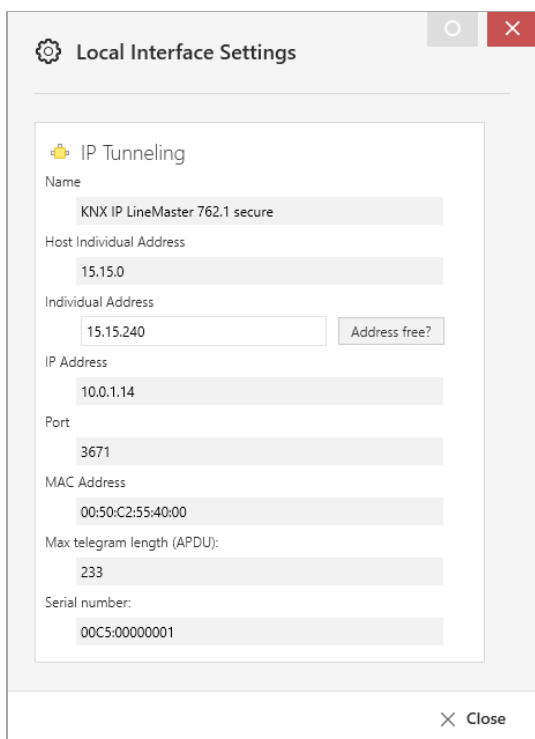 Local Interface Settings
IP Tunneling
Name
KNX IP LineMaster 762.1 secure
Host Individual Address
15.15.0
Individual Address
15.15.240
Address free?
IP Address
10.0.1.14
Port
3671
MAC Address
00:50:C2:55:40:00
Max telegram length (APDU):
233
Serial number:
00C5:00000001
Close